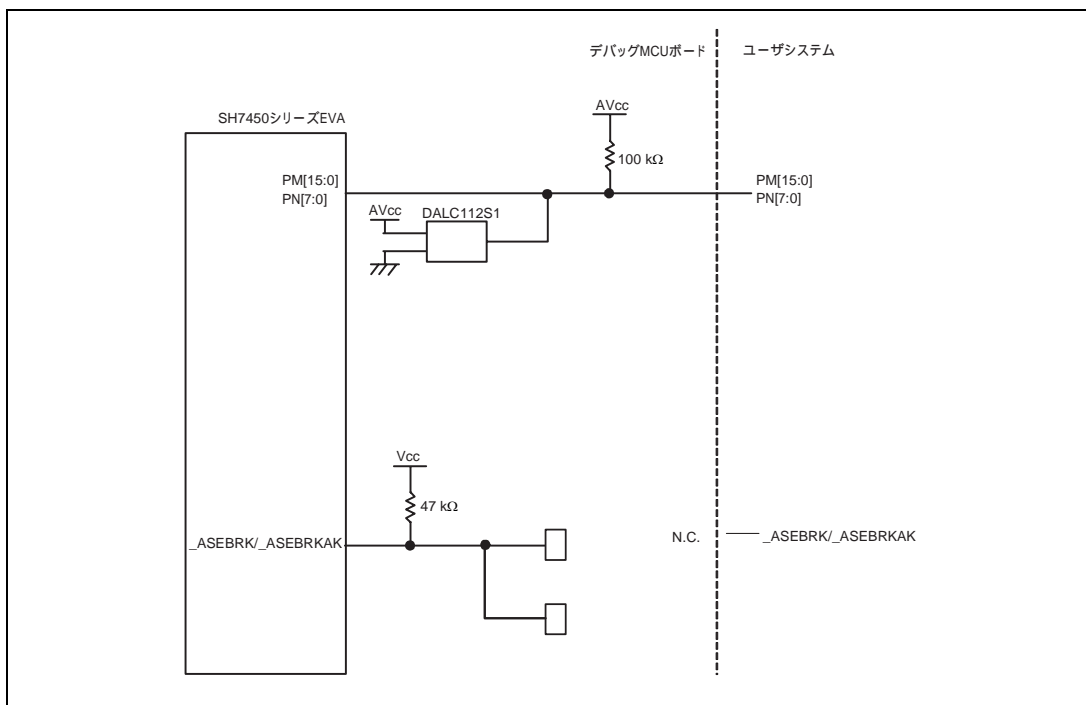 デバッグMCUボード
ユーザシステム
AVcc
SH7450シリーズEVA
100 kΩ
PM[15:0]
PN[7:0]
PM[15:0]
PN[7:0]
AVcc
DALC112S1
Vcc
47 kΩ
_ASEBRK/_ASEBRKAK
N.C.
_ASEBRK/_ASEBRKAK